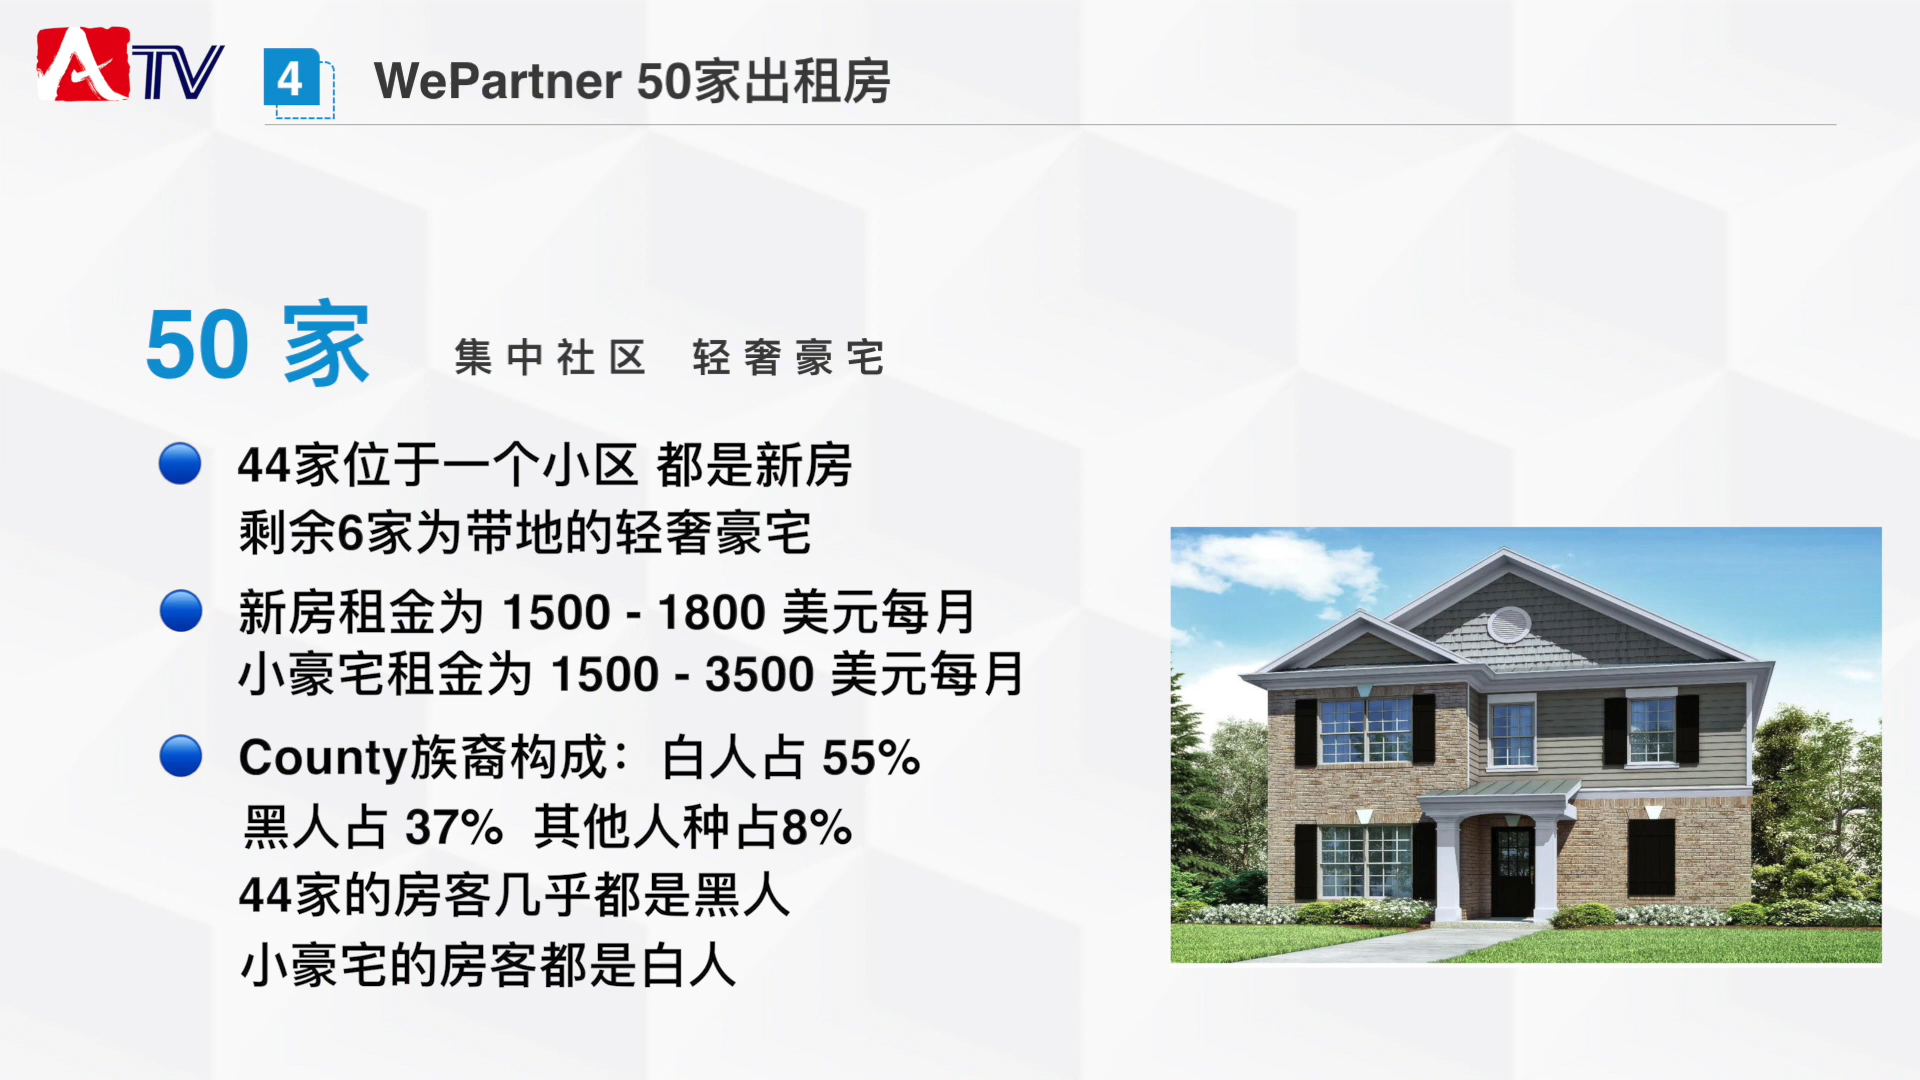 ATV
4
WePartner 50家出租房
50 家 集中社区 轻奢豪宅
44家位于一个小区 都是新房
剩余6家为带地的轻奢豪宅
新房租金为 1500 - 1800 美元每月
小豪宅租金为 1500 - 3500 美元每月
County族裔构成：白人占 55%
黑人占 37% 其他人种占8%
44家的房客几乎都是黑人
小豪宅的房客都是白人